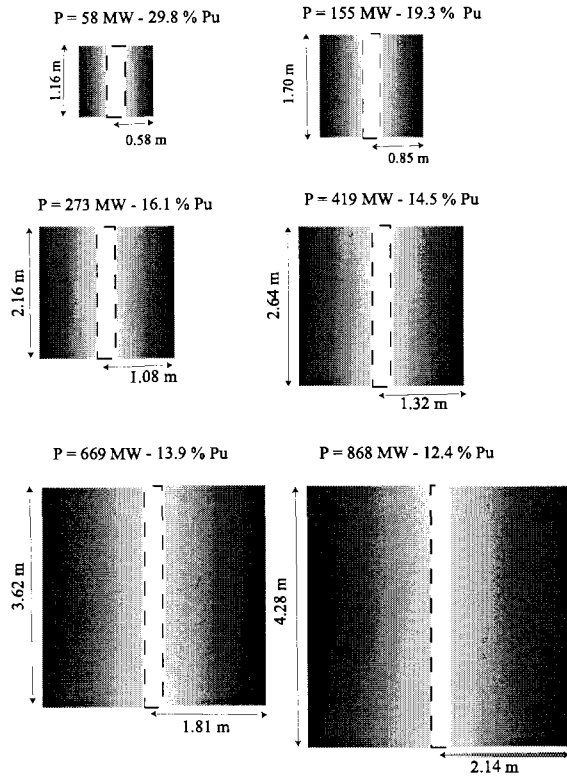 P = 58 MW - 29.8 % Pu
1.16 m
0.58 m
P = 155 MW - 19.3 % Pu
1.70 m
0.85 m
P = 273 MW - 16.1 % Pu
2.16 m
1.08 m
P = 419 MW - 14.5 % Pu
2.64 m
1.32 m
P = 669 MW - 13.9 % Pu
3.62 m
1.81 m
P = 868 MW - 12.4 % Pu
4.28 m
2.14 m